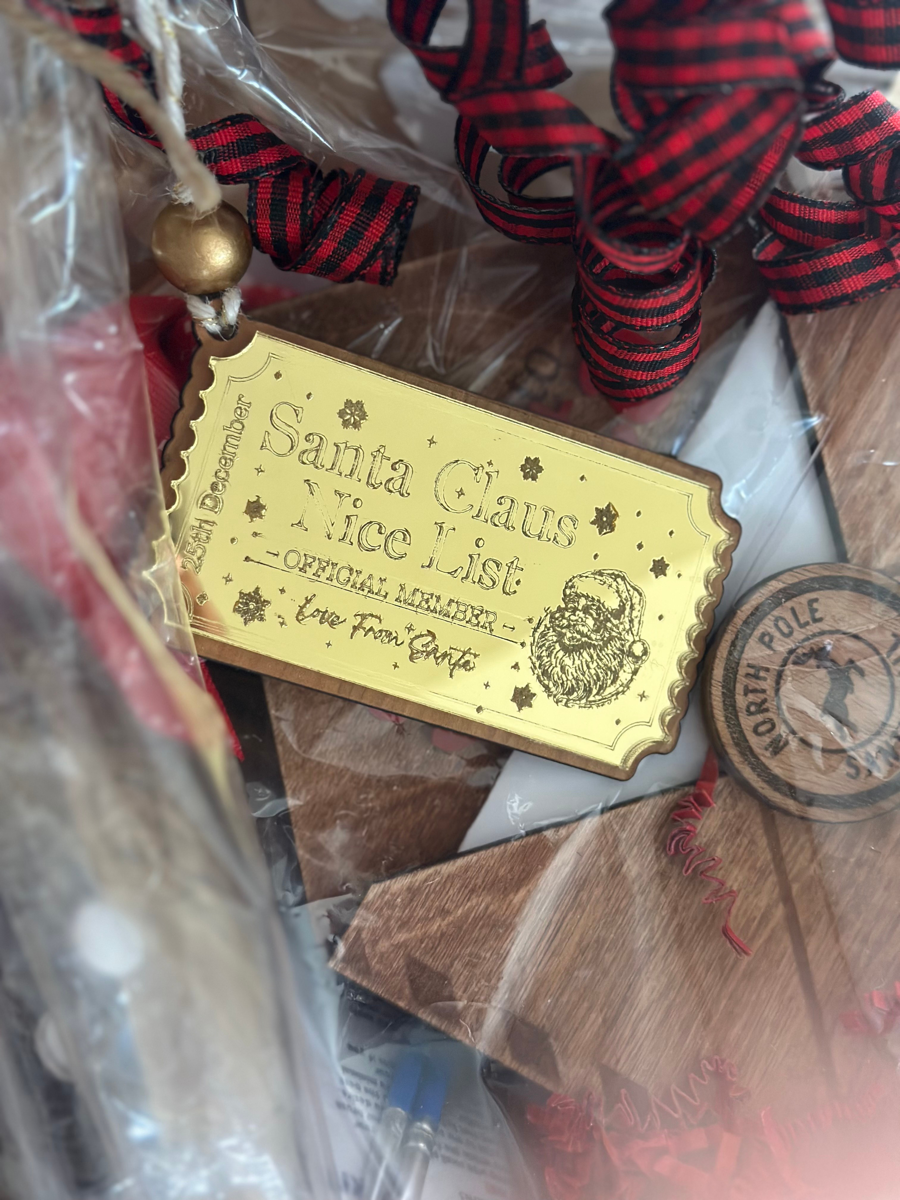 25th December
Santa Claus
Nice List
OFFICIAL MEMBER
Love From Santa
NORTH POLE